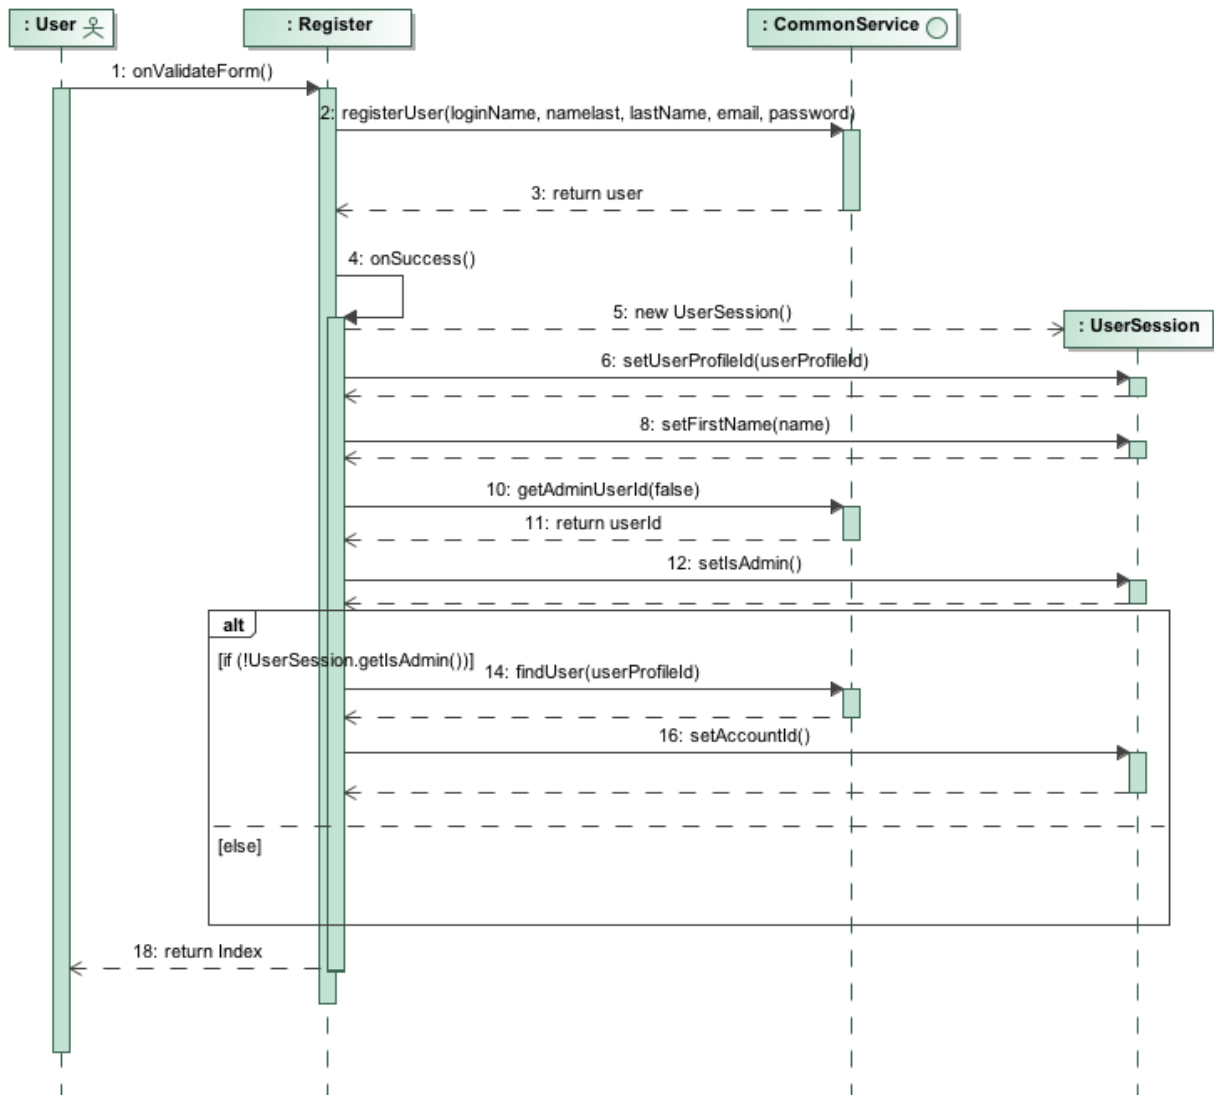 : User
: Register
: CommonService
1: onValidateForm()
2: registerUser(loginName, namelast, lastName, email, password)
3: return user
4: onSuccess()
5: new UserSession()
: UserSession
6: setUserProfileId(userProfileId)
8: setFirstName(name)
10: getAdminUserId(false)
11: return userId
12: setIsAdmin()
alt
[if (!UserSession.getIsAdmin())]
14: findUser(userProfileId)
16: setAccountId()
[else]
18: return Index